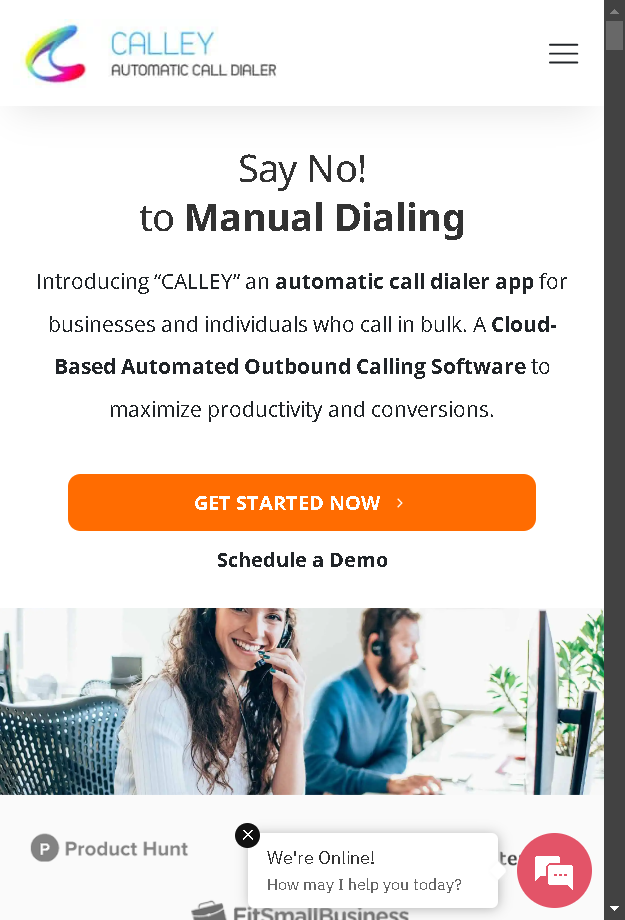 CALLEY
AUTOMATIC CALL DIALER
Say No!
to Manual Dialing
Introducing “CALLEY” an automatic call dialer app for
businesses and individuals who call in bulk. A Cloud-
Based Automated Outbound Calling Software to
maximize productivity and conversions.
GET STARTED NOW
Schedule a Demo
P Product Hunt
We're Online!
How may I help you today?
FitSmallBusiness